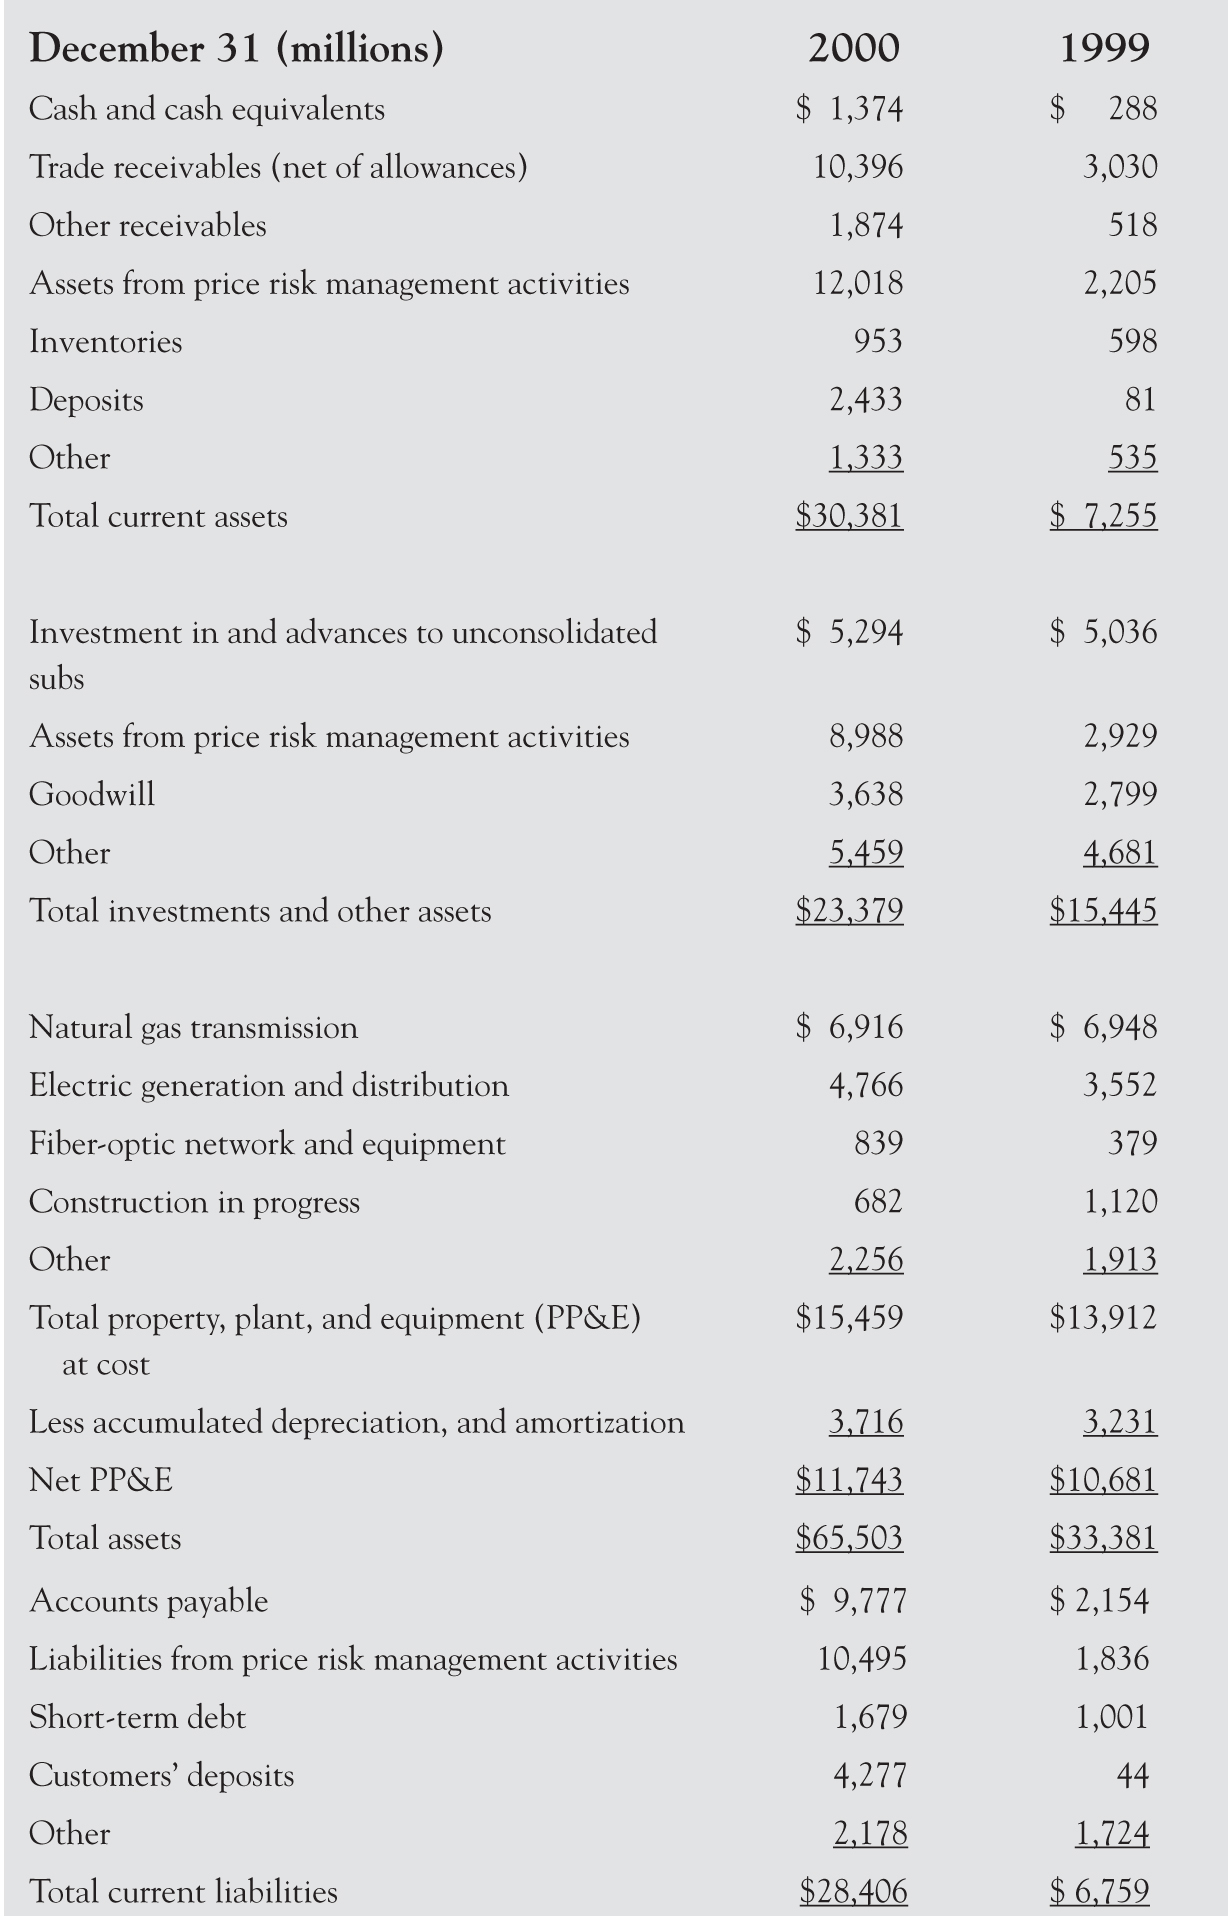 December 31 (millions) 2000 1999
Cash and cash equivalents $ 1,374 $ 288
Trade receivables (net of allowances) 10,396 3,030
Other receivables 1,874 518
Assets from price risk management activities 12,018 2,205
Inventories 953 598
Deposits 2,433 81
Other 1,333 535
Total current assets $30,381 $ 7,255
Investment in and advances to unconsolidated $ 5,294 $ 5,036
subs
Assets from price risk management activities 8,988 2,929
Goodwill 3,638 2,799
Other 5,459 4,681
Total investments and other assets $23,379 $15,445
Natural gas transmission $ 6,916 $ 6,948
Electric generation and distribution 4,766 3,552
Fiber-optic network and equipment 839 379
Construction in progress 682 1,120
Other 2,256 1,913
Total property, plant, and equipment (PP&E) $15,459 $13,912
at cost
Less accumulated depreciation, and amortization 3,716 3,231
Net PP&E $11,743 $10,681
Total assets $65,503 $33,381
Accounts payable $ 9,777 $ 2,154
Liabilities from price risk management activities 10,495 1,836
Short-term debt 1,679 1,001
Customers’ deposits 4,277 44
Other 2,178 1,724
Total current liabilities $28,406 $ 6,759